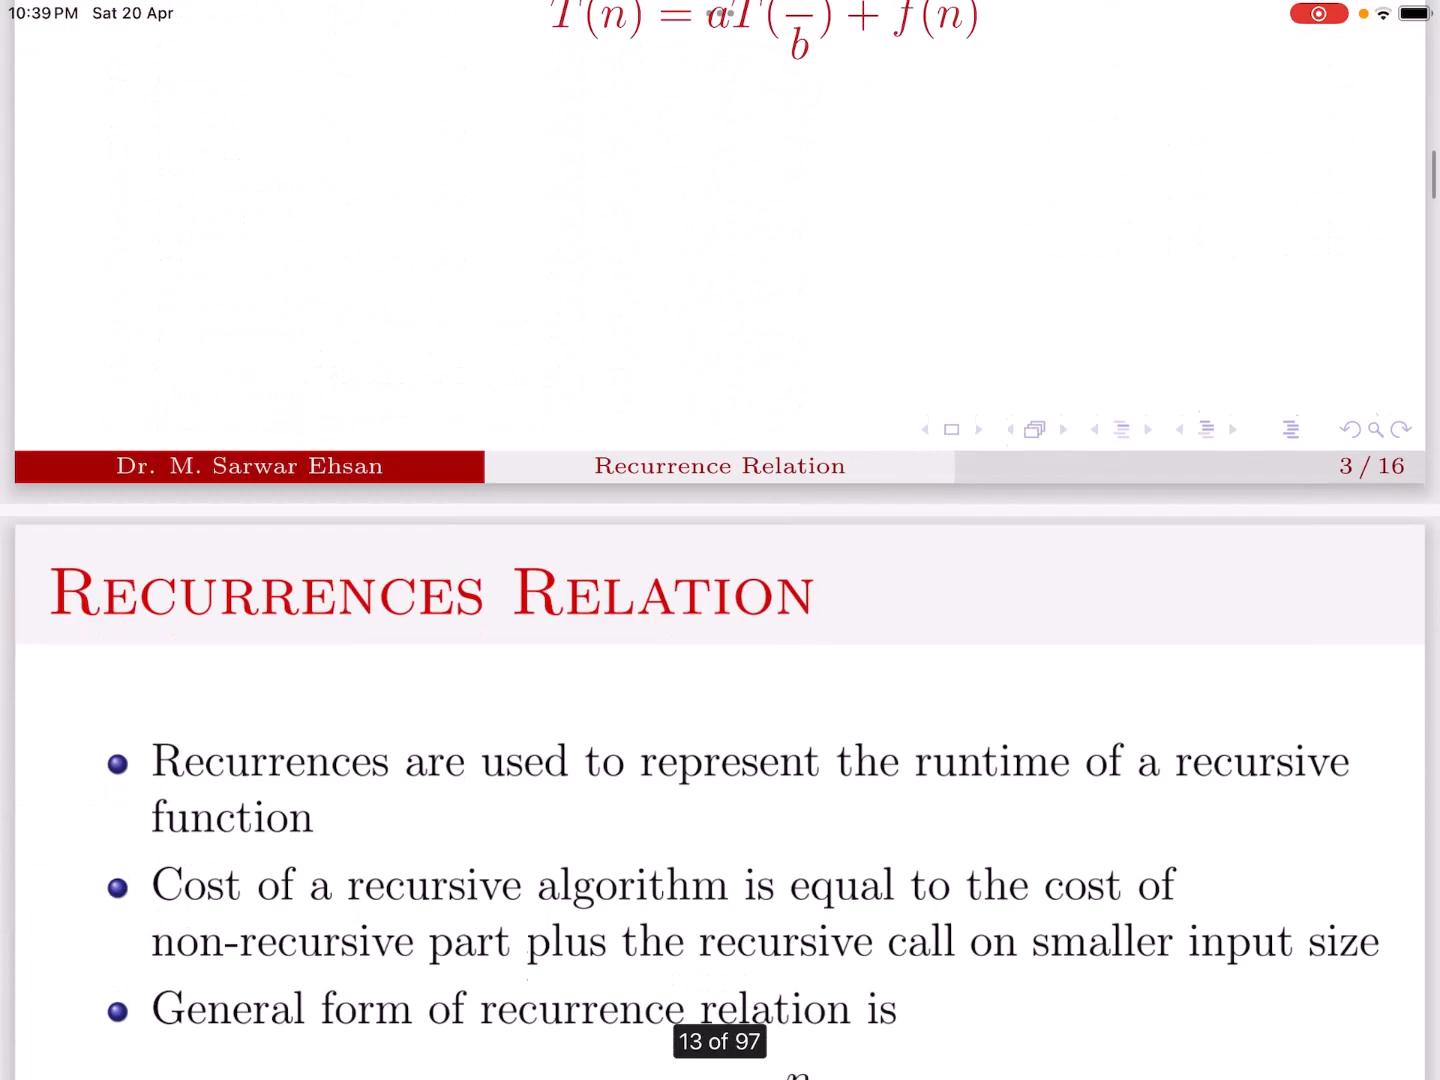 10:39 PM Sat 20 Apr
T(n) = aT(—b) + f(n)
Dr. M. Sarwar Ehsan Recurrence Relation 3 / 16
Recurrences Relation
Recurrences are used to represent the runtime of a recursive
function
Cost of a recursive algorithm is equal to the cost of
non-recursive part plus the recursive call on smaller input size
General form of recurrence relation is
13 of 97
n